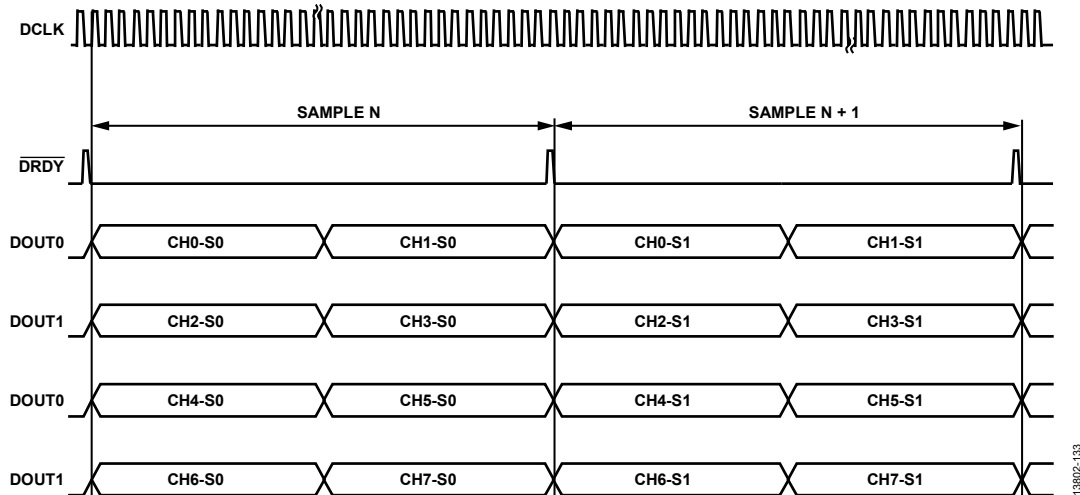 DCLK
SAMPLE N SAMPLE N + 1
DRDY
DOUT0 CH0-S0 CH1-S0 CH0-S1 CH1-S1
DOUT1 CH2-S0 CH3-S0 CH2-S1 CH3-S1
DOUT0 CH4-S0 CH5-S0 CH4-S1 CH5-S1
DOUT1 CH6-S0 CH7-S0 CH6-S1 CH7-S1
13802-133